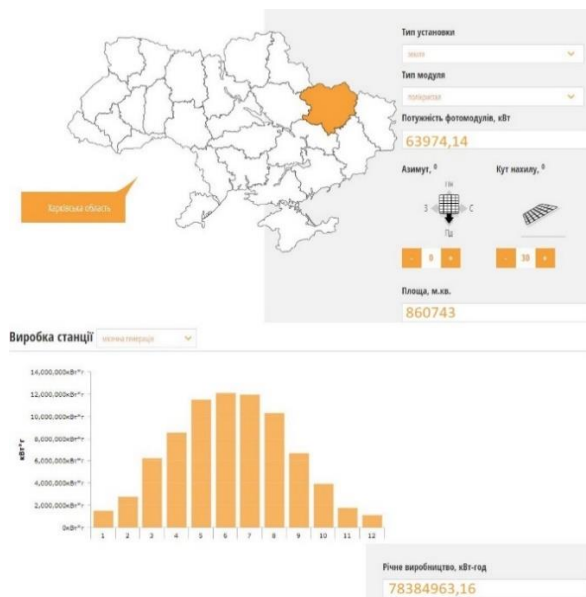 Тип установки
земля
Тип модуля
полікристал
Потужність фотомодулів, кВт
63974,14
Азимут, ⁰ Кут нахилу, ⁰
Пн
З С
Пд
- 0 + - 30 +
Харківська область
Площа, м.кв.
860743
Виробка станції місячна генерація
14,000,000кВт*г
12,000,000кВт*г
10,000,000кВт*г
8,000,000кВт*г
6,000,000кВт*г
4,000,000кВт*г
2,000,000кВт*г
0кВт*г
кВт*г
1 2 3 4 5 6 7 8 9 10 11 12
Річне виробництво, кВт-год
78384963,16